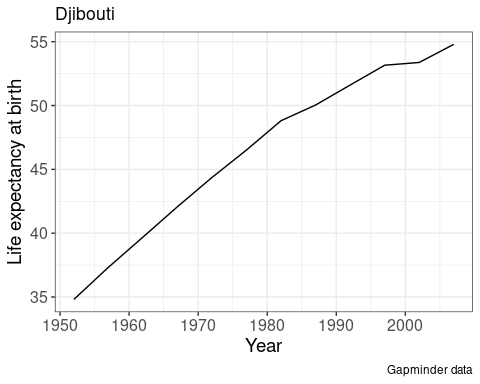 Djibouti
Life expectancy at birth
55
50
45
40
35
1950 1960 1970 1980 1990 2000
Year
Gapminder data